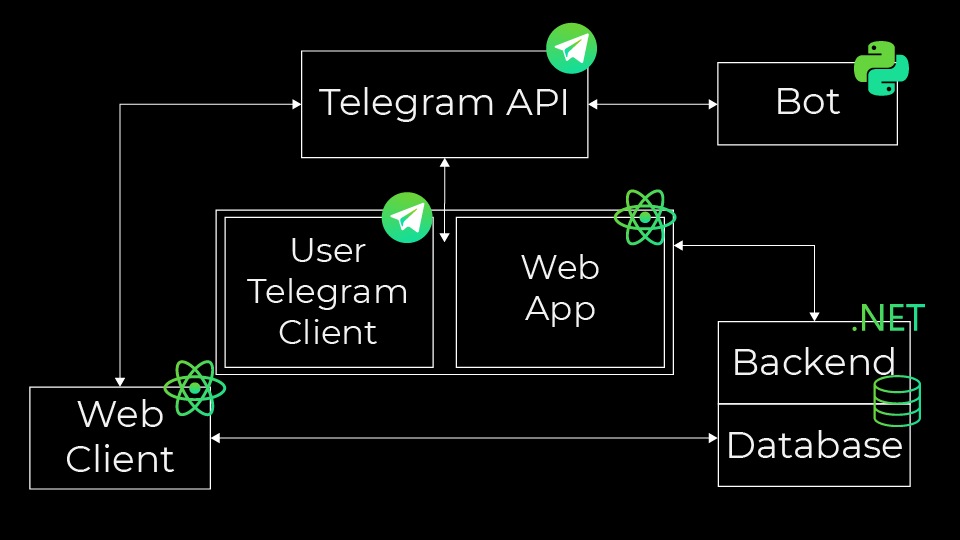 Telegram API
Bot
User
Telegram
Client
Web
App
.NET
Backend
Web
Client
Database